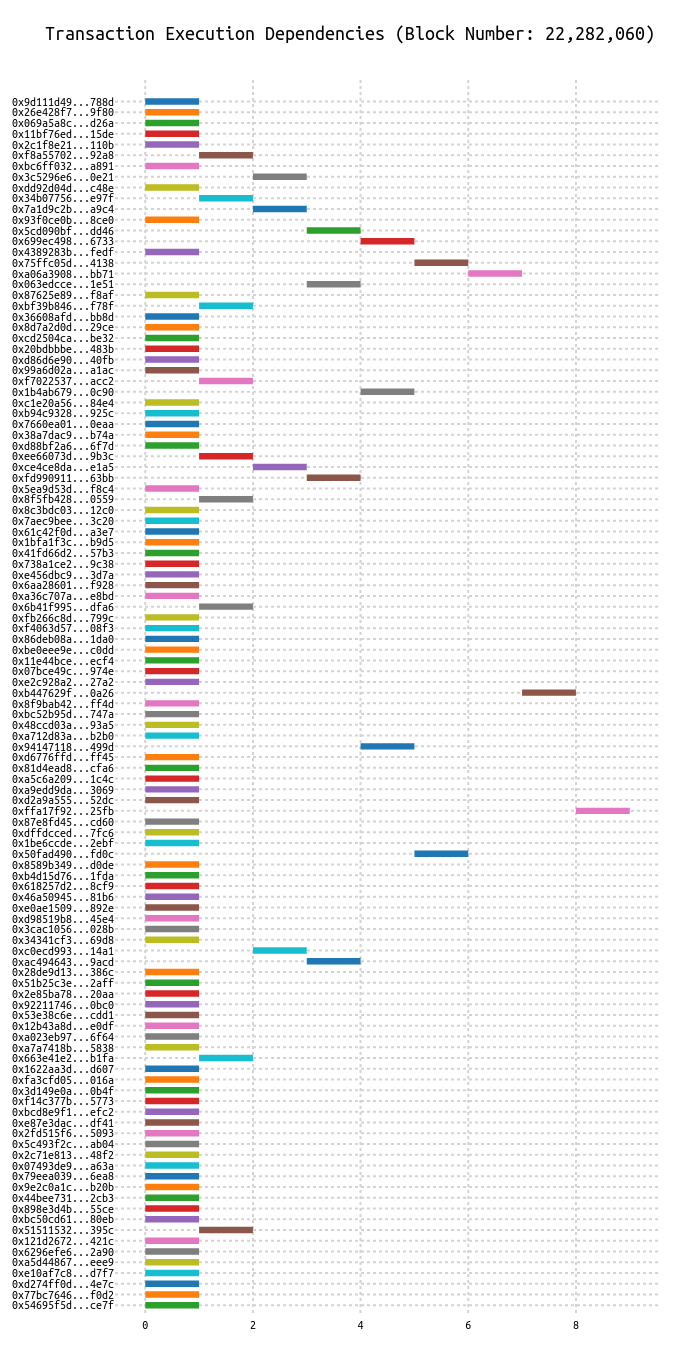 Transaction Execution Dependencies (Block Number: 22,282,060)
0x9d111d49...788d
0x26e428f7...9f80
0x069a5a8c...d26a
0x11bf76ed...15de
0x2c1f8e21...110b
0xf8a55702...92a8
0xbc6ff032...a891
0x3c5296e6...0e21
0xdd92d04d...c48e
0x34b07756...e97f
0x7a1d9c2b...a9c4
0x93f0ce0b...8ce0
0x5cd090bf...dd46
0x699ec498...6733
0x4389283b...fedf
0x75ffc05d...4138
0xa06a3908...bb71
0x063edcce...1e51
0x87625e89...f8af
0xbf39b846...f78f
0x36608afd...bb8d
0x8d7a2d0d...29ce
0xcd2504ca...be32
0x20bdbbbe...483b
0xd86d6e90...40fb
0x99a6d02a...a1ac
0xf7022537...acc2
0x1b4ab679...0c90
0xc1e20a56...84e4
0xb94c9328...925c
0x7660ea01...0eaa
0x38a7dac9...b74a
0xd88bf2a6...6f7d
0xee66073d...9b3c
0xce4ce8da...e1a5
0xfd990911...63bb
0x5ea9d53d...f8c4
0x8f5fb428...0559
0x8c3bdc03...12c0
0x7aec9bee...3c20
0x61c42f0d...a3e7
0x1bfa1f3c...b9d5
0x41fd66d2...57b3
0x738a1ce2...9c38
0xe456dbc9...3d7a
0x6aa28601...f928
0xa36c707a...e8bd
0x6b41f995...dfa6
0xfb266c8d...799c
0xf4063d57...08f3
0x86deb08a...1da0
0xbe0eee9e...c0dd
0x11e44bce...ecf4
0x07bce49c...974e
0xe2c928a2...27a2
0xb447629f...0a26
0x8f9bab42...ff4d
0xbc52b95d...747a
0x48ccd03a...93a5
0xa712d83a...b2b0
0x94147118...499d
0xd6776ffd...ff45
0x81d4ead8...cfa6
0xa5c6a209...1c4c
0xa9edd9da...3069
0xd2a9a555...52dc
0xffa17f92...25fb
0x87e8fd45...cd60
0xdffdcced...7fc6
0x1be6ccde...2ebf
0x50fad490...fd0c
0x8589b349...d0de
0xb4d15d76...1fda
0x618257d2...8cf9
0x46a50945...81b6
0xe0ae1509...892e
0xd98519b8...45e4
0x3cac1056...028b
0x34341cf3...69d8
0xc0ecd993...14a1
0xac494643...9acd
0x28de9d13...386c
0x51b25c3e...2aff
0x2e85ba78...20aa
0x92211746...0bc0
0x53e38c6e...cdd1
0x12b43a8d...e0df
0xa023eb97...6f64
0xa7a7418b...5838
0x663e41e2...b1fa
0x1622aa3d...d607
0xfa3cfd05...016a
0x3d149e0a...0b4f
0xf14c377b...5773
0xbcd8e9f1...efc2
0xe87e3dac...df41
0x2fd515f6...5093
0x5c493f2c...ab04
0x2c71e813...48f2
0x07493de9...a63a
0x79eea039...6ea8
0x9e2c0a1c...b20b
0x44bee731...2cb3
0x898e3d4b...55ce
0xbc50cd61...80eb
0x51511532...395c
0x121d2672...421c
0x6296efe6...2a90
0xa5d44867...eee9
0xe10af7c8...d7f7
0xd274ff0d...4e7c
0x77bc7646...f0d2
0x54695f5d...ce7f
0 2 4 6 8